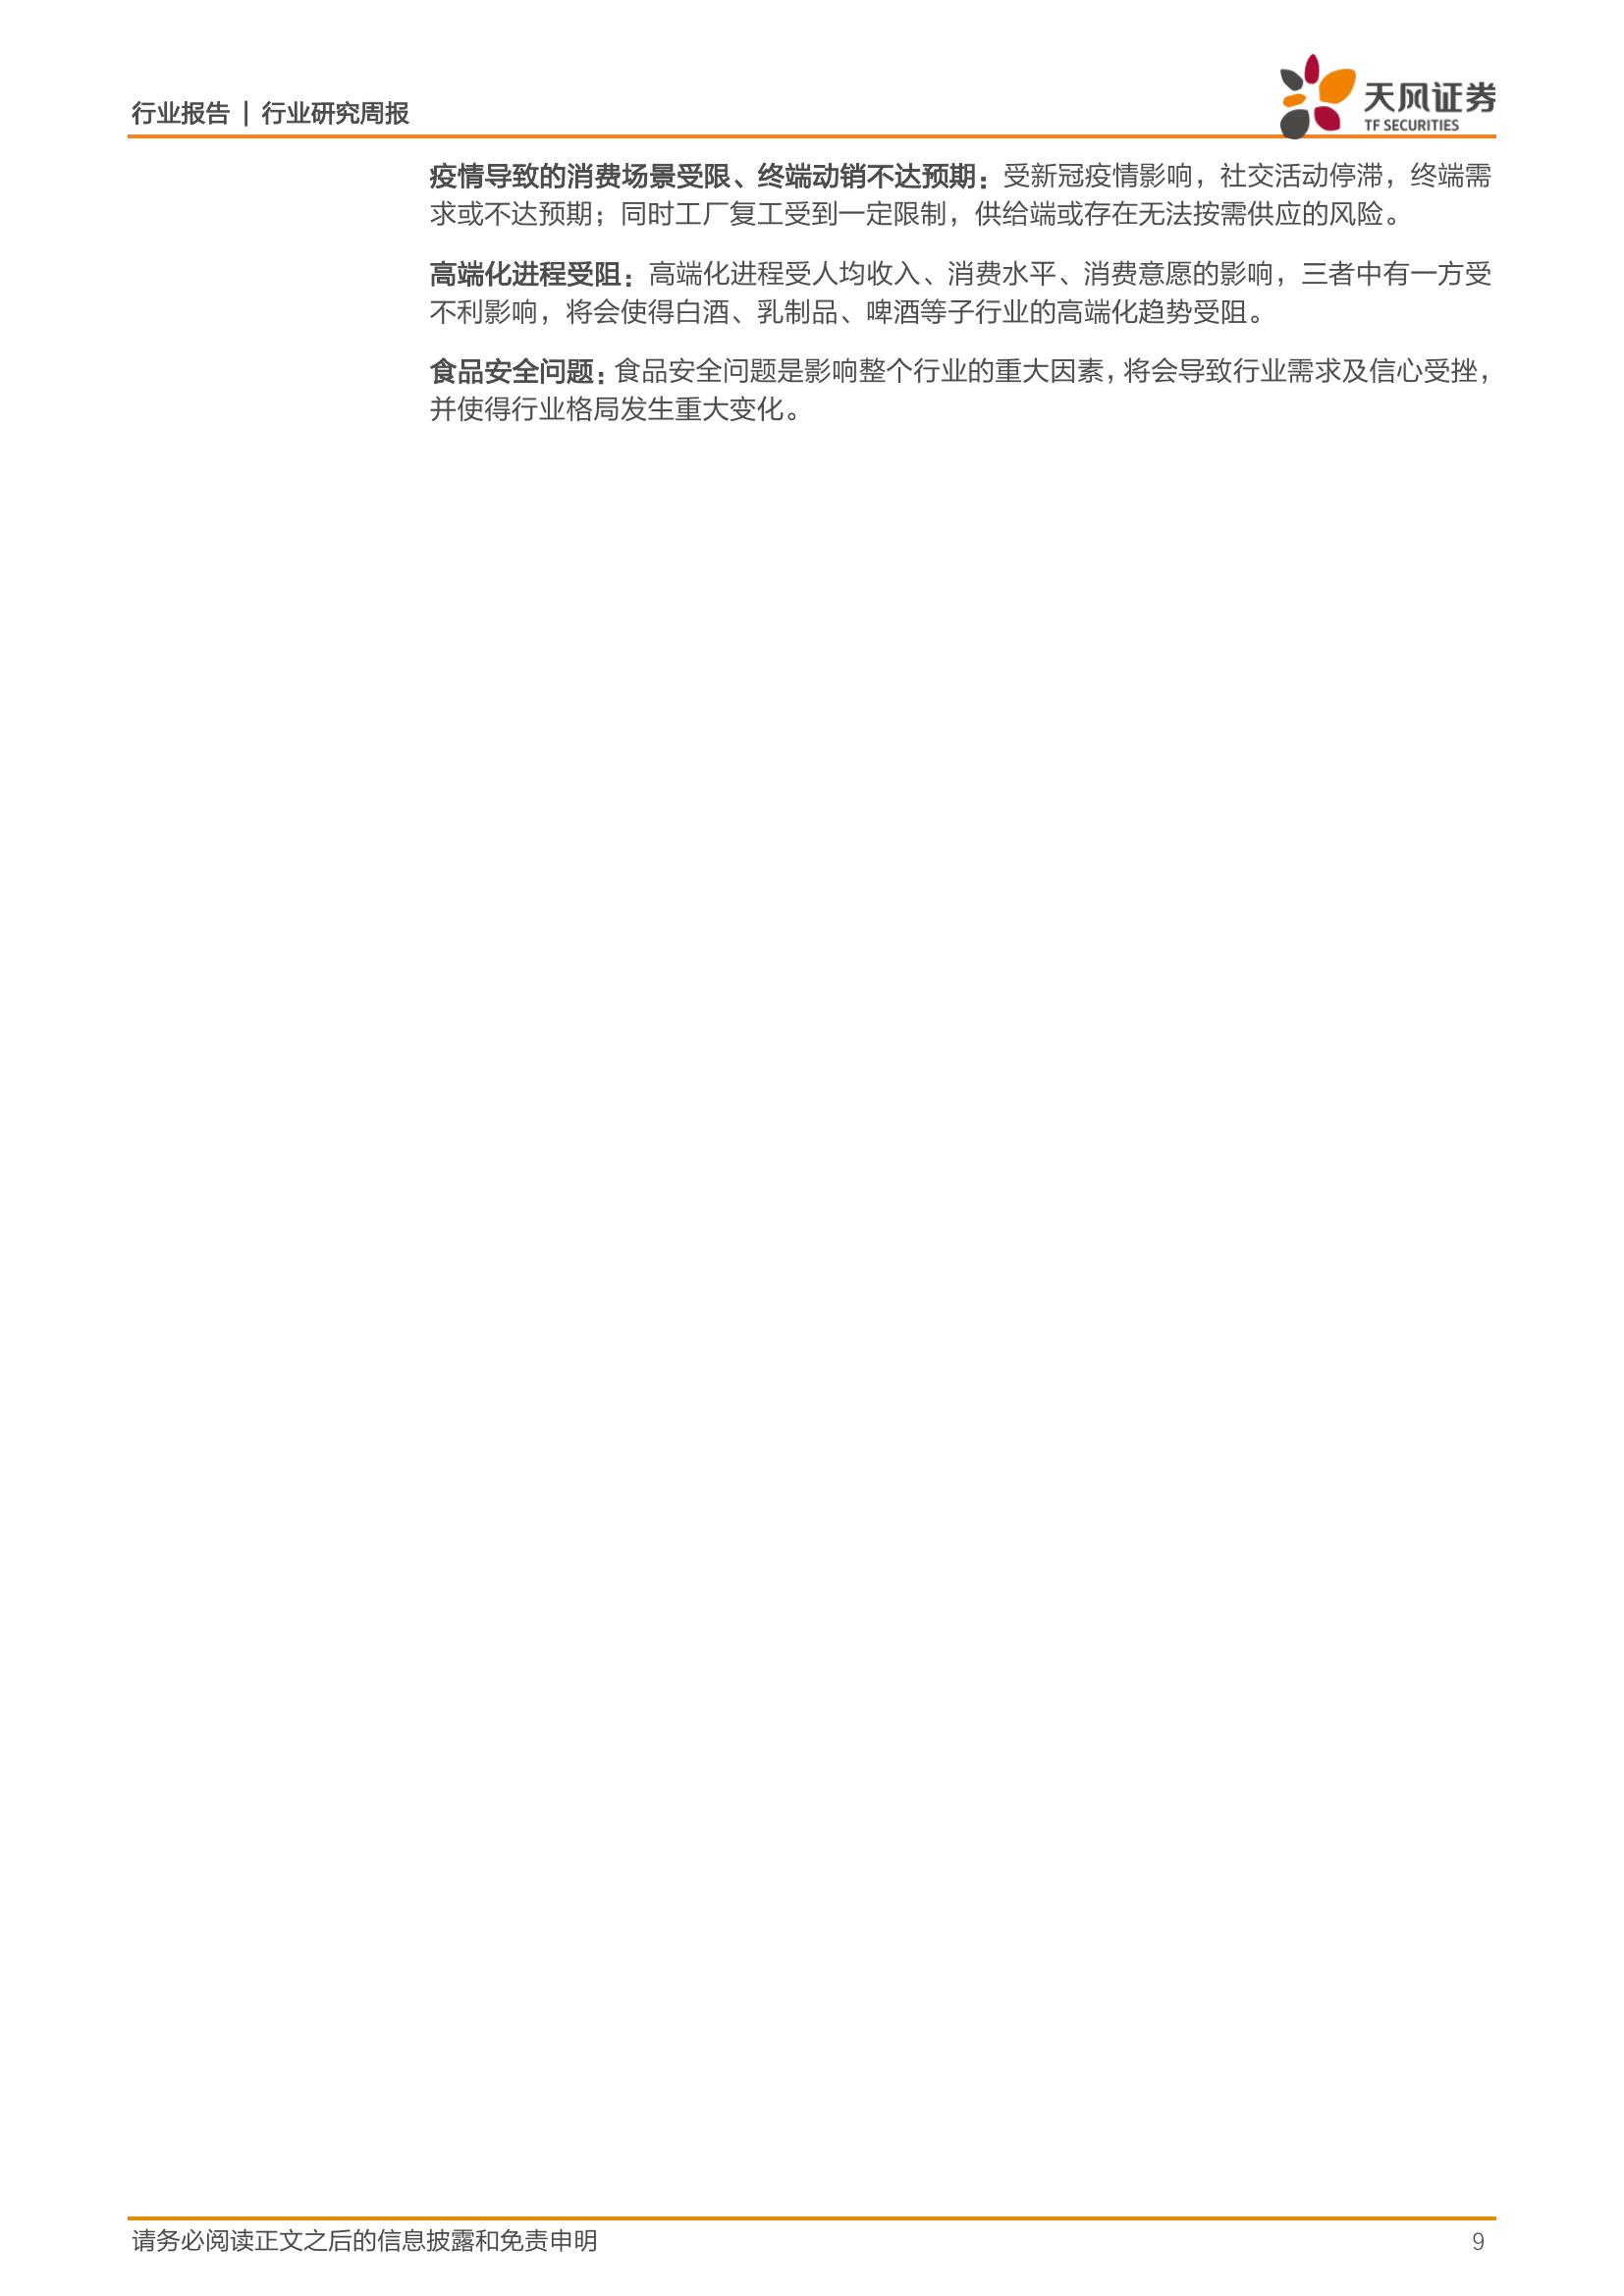 行业报告 | 行业研究周报
天风证券
TF SECURITIES
疫情导致的消费场景受限、终端动销不达预期：受新冠疫情影响，社交活动停滞，终端需
求或不达预期；同时工厂复工受到一定限制，供给端或存在无法按需供应的风险。
高端化进程受阻：高端化进程受人均收入、消费水平、消费意愿的影响，三者中有一方受
不利影响，将会使得白酒、乳制品、啤酒等子行业的高端化趋势受阻。
食品安全问题：食品安全问题是影响整个行业的重大因素，将会导致行业需求及信心受挫，
并使得行业格局发生重大变化。
请务必阅读正文之后的信息披露和免责申明
9